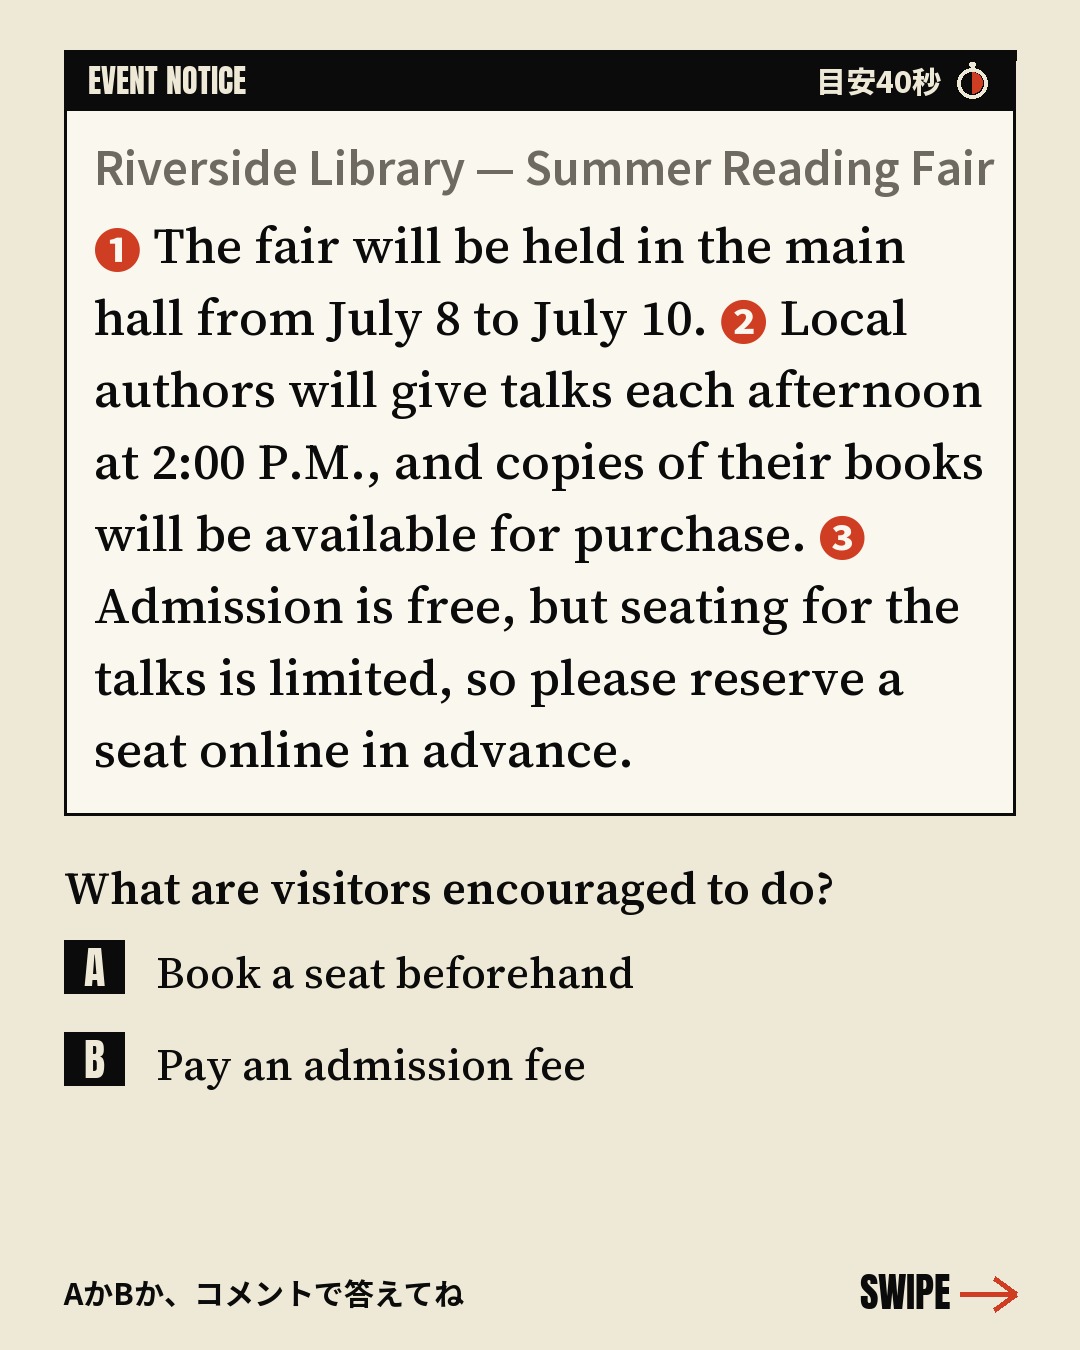 EVENT NOTICE
目安40秒
Riverside Library — Summer Reading Fair
❶ The fair will be held in the main
hall from July 8 to July 10. ❷ Local
authors will give talks each afternoon
at 2:00 P.M., and copies of their books
will be available for purchase. ❸
Admission is free, but seating for the
talks is limited, so please reserve a
seat online in advance.
What are visitors encouraged to do?
A Book a seat beforehand
B Pay an admission fee
AかBか、コメントで答えてね
SWIPE